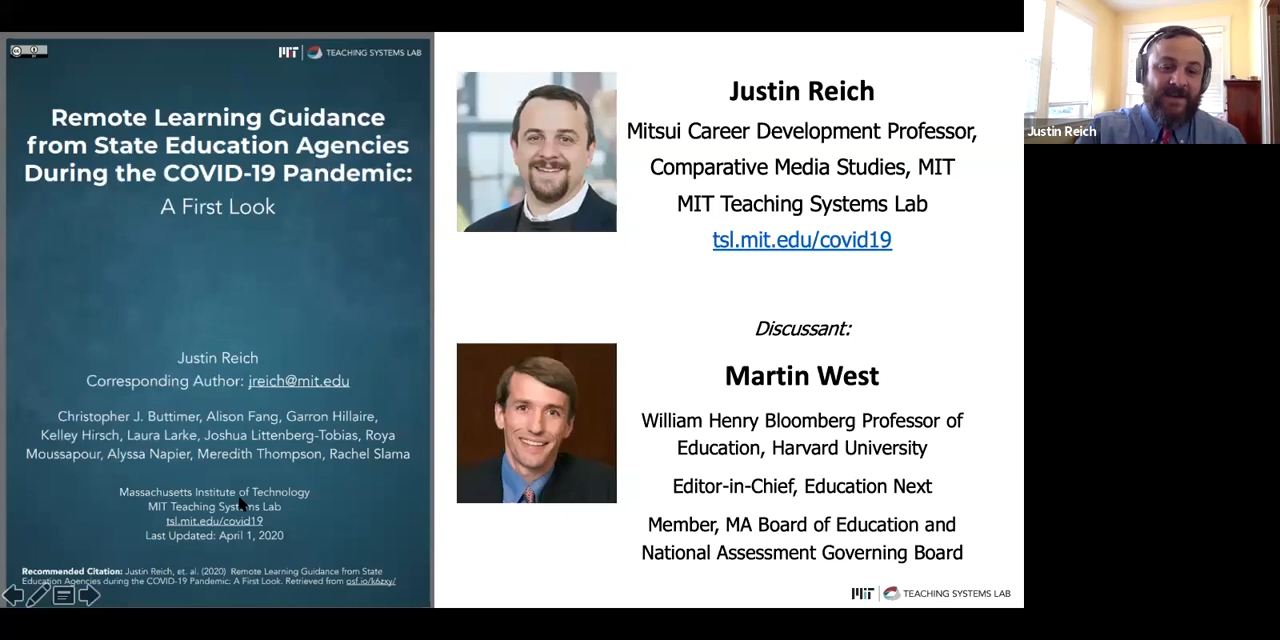 MIT TEACHING SYSTEMS LAB
Remote Learning Guidance
from State Education Agencies
During the COVID-19 Pandemic:
A First Look
Justin Reich
Corresponding Author: jreich@mit.edu
Christopher J. Buttimer, Alison Fang, Garron Hillaire,
Kelley Hirsch, Laura Larke, Joshua Littenberg-Tobias, Roya
Moussapour, Alyssa Napier, Meredith Thompson, Rachel Slama
Massachusetts Institute of Technology
MIT Teaching Systems Lab
tsl.mit.edu/covid19
Last Updated: April 1, 2020
Recommended Citation: Justin Reich, et. al. (2020) Remote Learning Guidance from State
Education Agencies during the COVID-19 Pandemic: A First Look. Retrieved from osf.io/k6zxy/
Justin Reich
Mitsui Career Development Professor,
Comparative Media Studies, MIT
MIT Teaching Systems Lab
tsl.mit.edu/covid19
Discussant:
Martin West
William Henry Bloomberg Professor of
Education, Harvard University
Editor-in-Chief, Education Next
Member, MA Board of Education and
National Assessment Governing Board
MIT TEACHING SYSTEMS LAB
Justin Reich